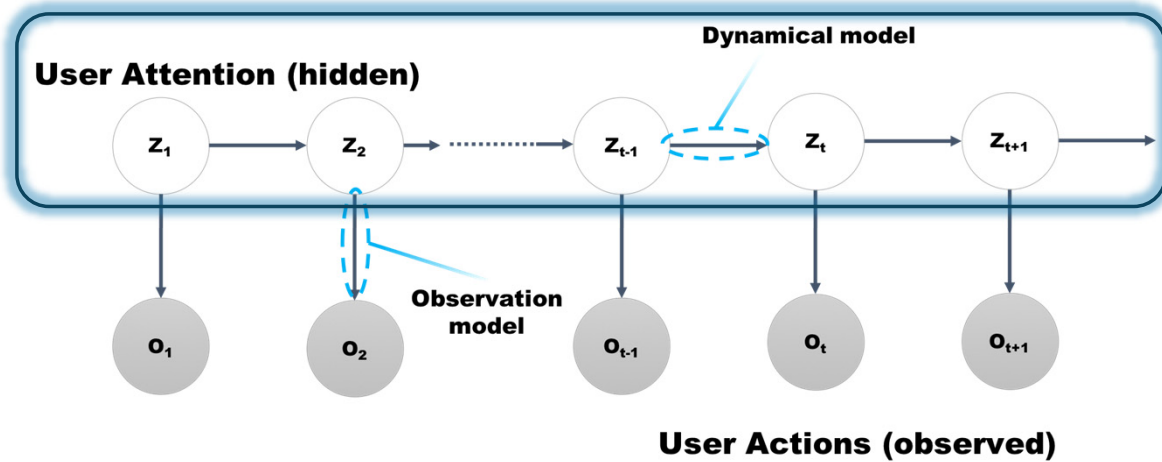 Dynamical model
User Attention (hidden)
z₁ z₂ zₜ₋₁ zₜ zₜ₊₁
Observation
model
o₁ o₂ oₜ₋₁ oₜ oₜ₊₁
User Actions (observed)